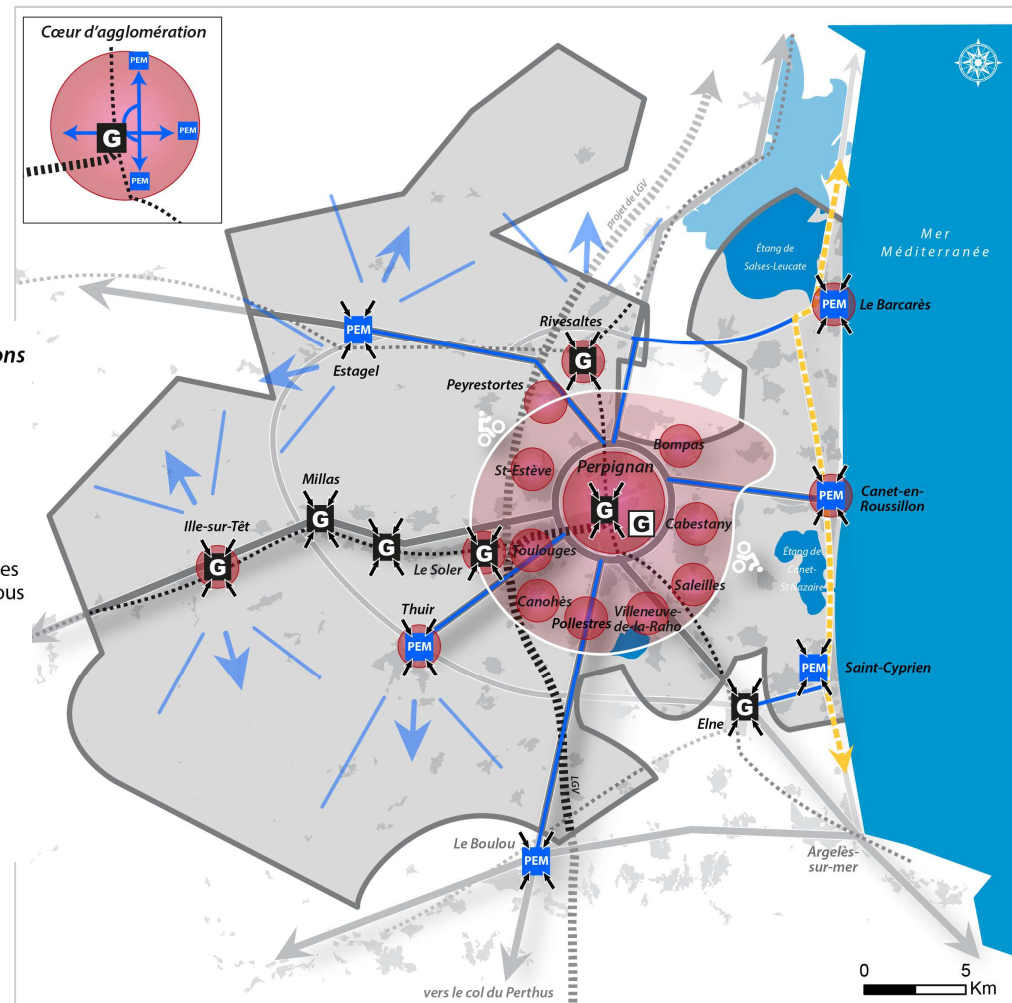 Cœur d'agglomération
PEM
G
PEM
PEM
projet de LGV
Mer
Méditerranée
Étang de
Salses-Leucate
PEM
Le Barcarès
ons
PEM
Estagel
Rivesaltes
G
Peyrestortes
Bompas
St-Estève
Perpignan
Millas
G
PEM
Canet-en-
Roussillon
G
G
Cabestany
Ille-sur-Têt
G
G
Le Soler
G
Toulouges
Étang de
Canet-
St Nazaire
es
ous
Thuir
PEM
Canohès
Pollestres
Saleilles
Villeneuve-
de-la-Raho
PEM
Saint-Cyprien
Elne
G
LGV
Le Boulou
PEM
Argelès-
sur-mer
vers le col du Perthus
0 5
Km